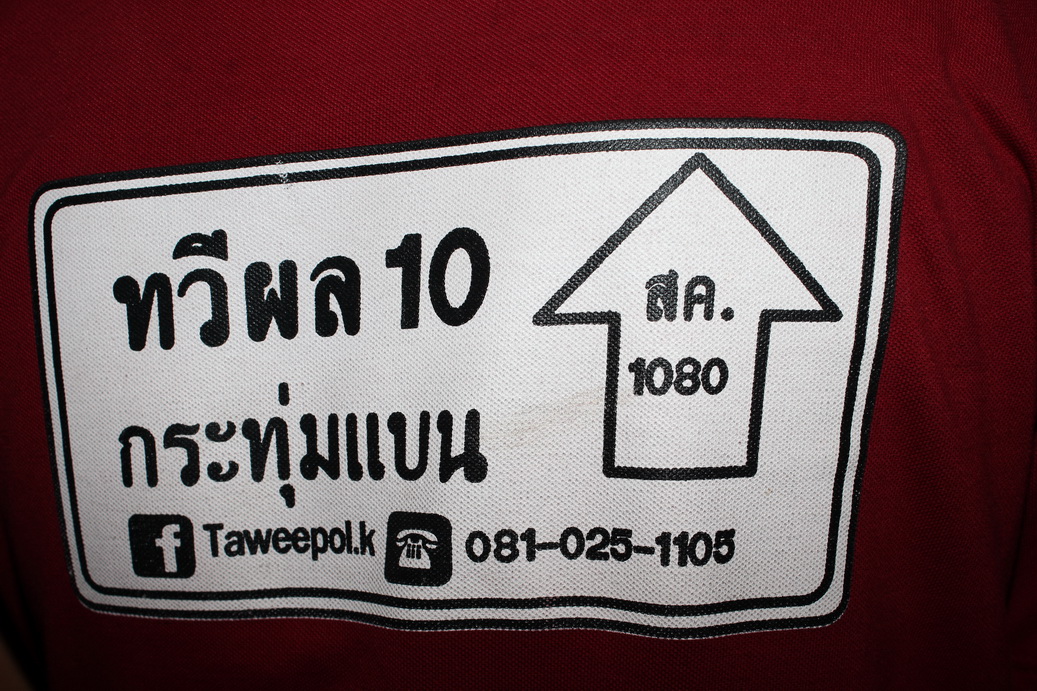 ทวีผล 10
สค.
1080
กระทุ่มแบน
f Taweepol.k 081-025-1105